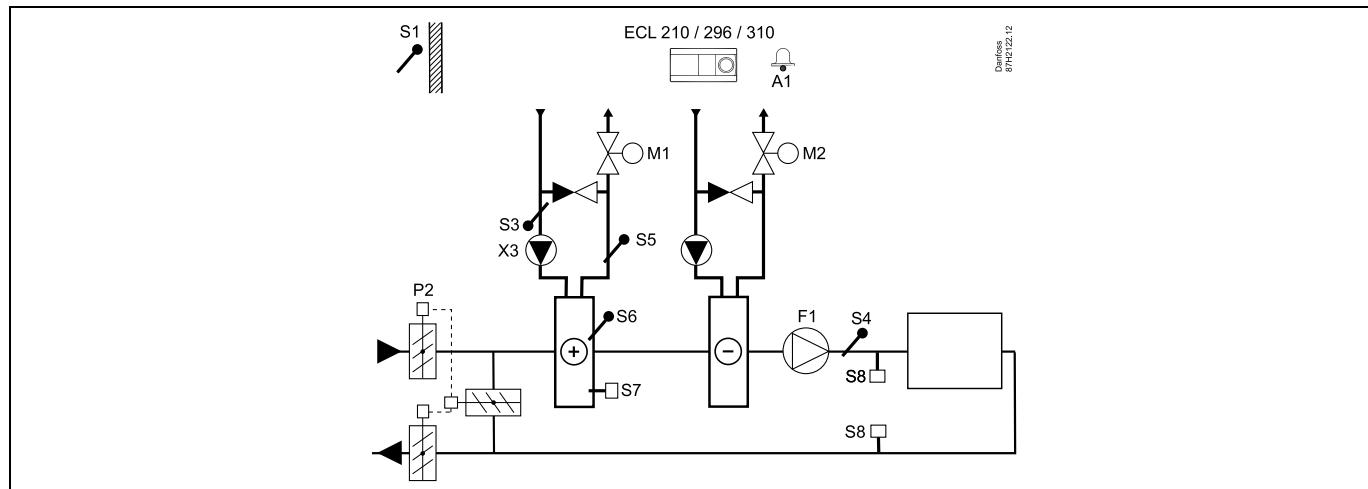 S1
ECL 210 / 296 / 310
A1
Danfoss
87H2122.12
M1
M2
S3
X3
S5
P2
S6
F1
S4
+
−
S7
S8
S8